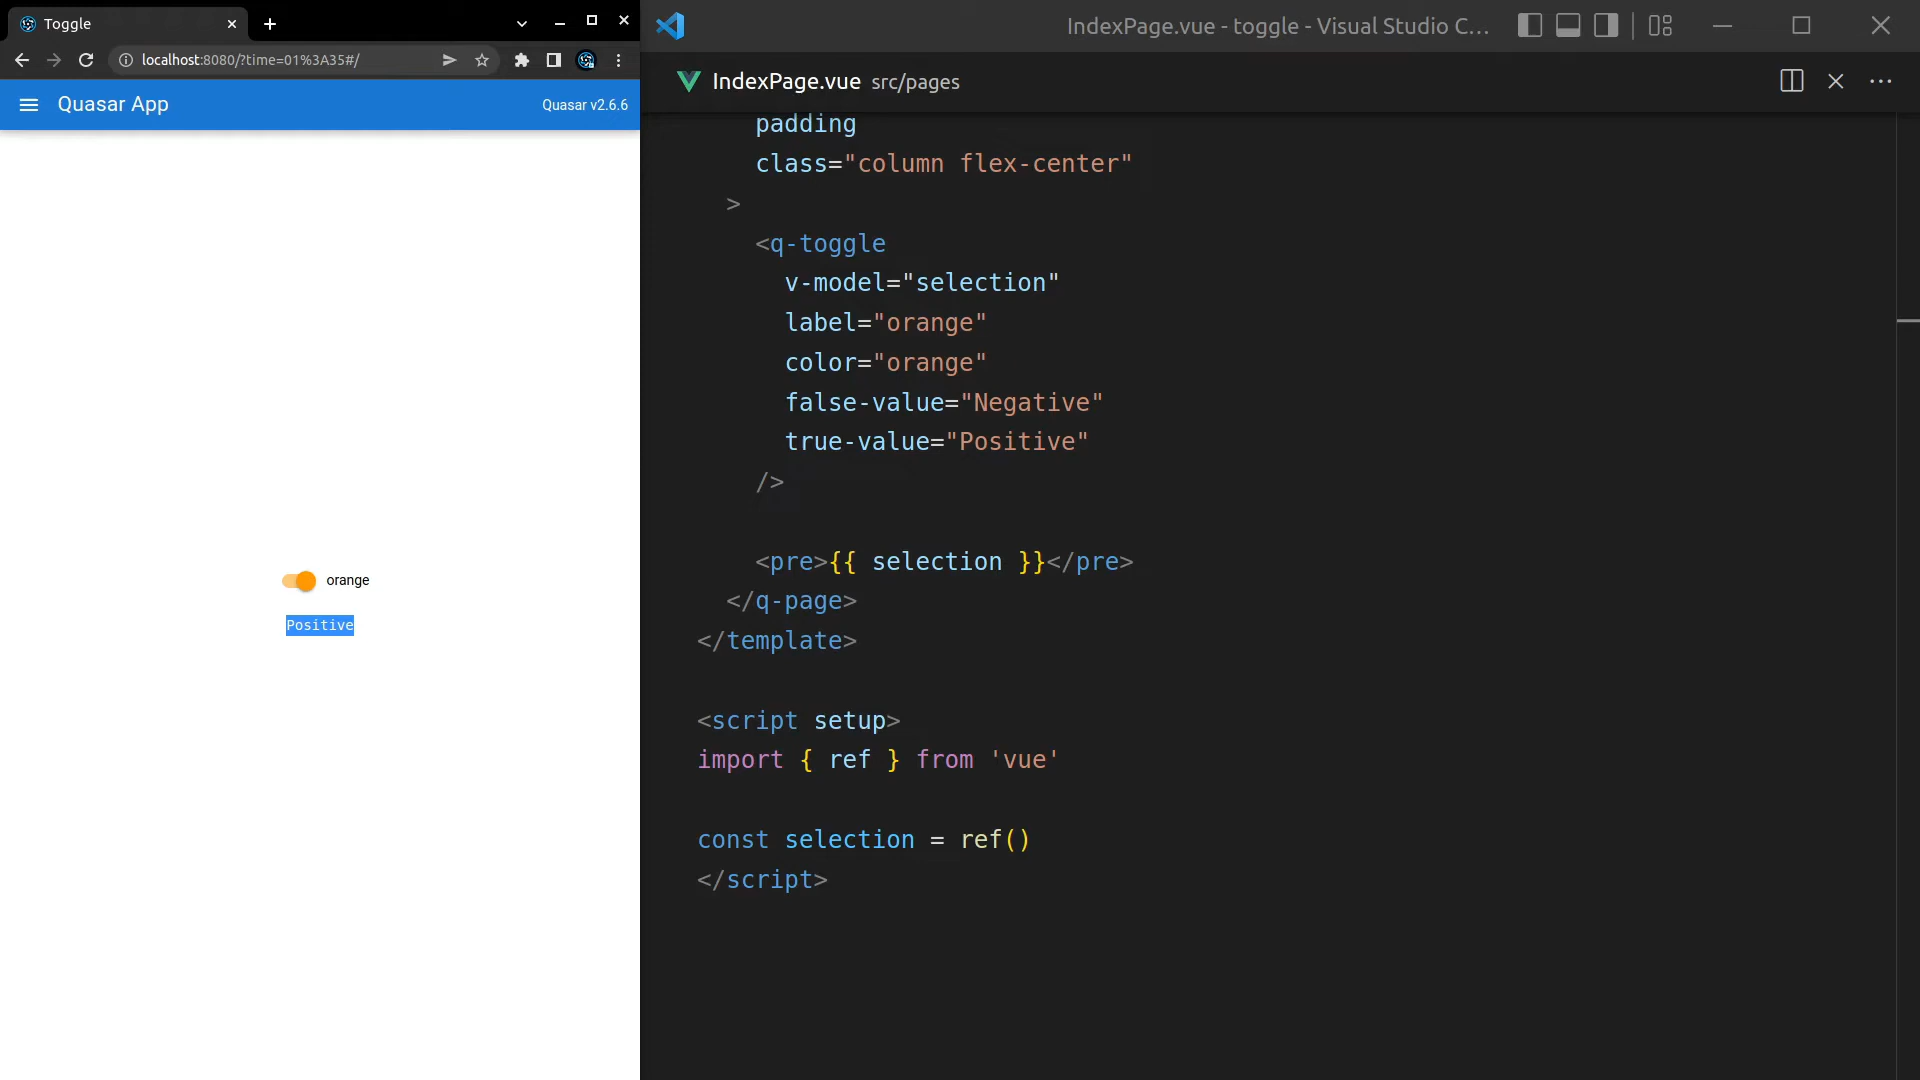 Toggle
localhost:8080/?time=01%3A35#/
Quasar App
Quasar v2.6.6
orange
Positive
IndexPage.vue - toggle - Visual Studio C...
IndexPage.vue src/pages
padding
class="column flex-center"
>
<q-toggle
v-model="selection"
label="orange"
color="orange"
false-value="Negative"
true-value="Positive"
/>
<pre>{{ selection }}</pre>
</q-page>
</template>
<script setup>
import { ref } from 'vue'
const selection = ref()
</script>